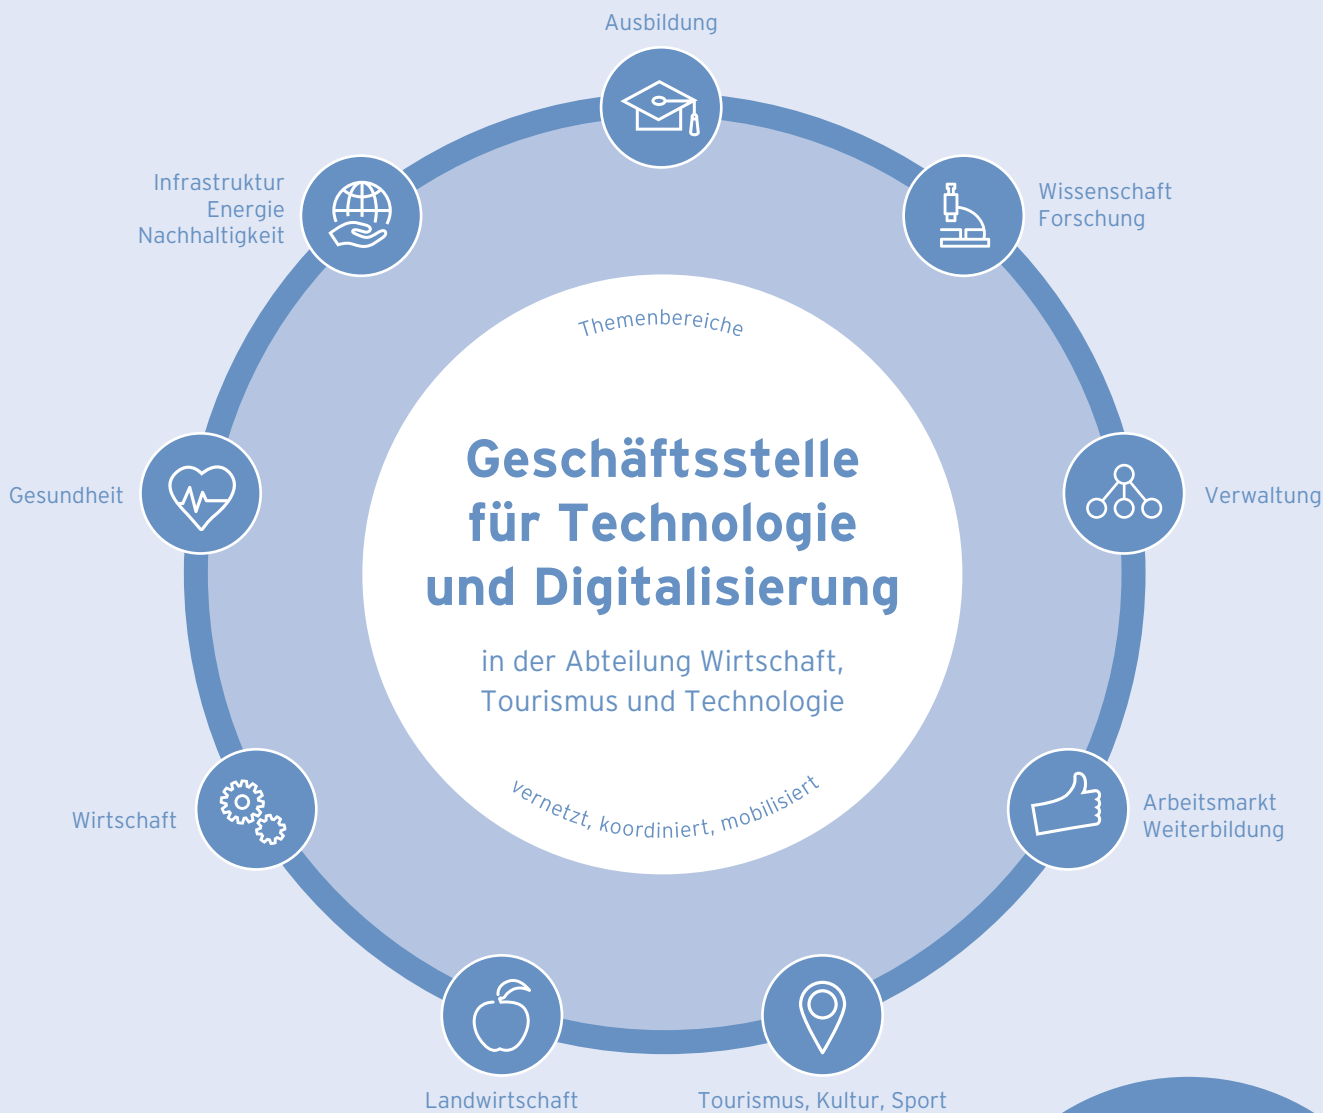 Ausbildung
Wissenschaft
Forschung
Verwaltung
Arbeitsmarkt
Weiterbildung
Tourismus, Kultur, Sport
Landwirtschaft
Wirtschaft
Gesundheit
Infrastruktur
Energie
Nachhaltigkeit
Themenbereiche
Geschäftsstelle
für Technologie
und Digitalisierung
in der Abteilung Wirtschaft,
Tourismus und Technologie
vernetzt, koordiniert, mobilisiert